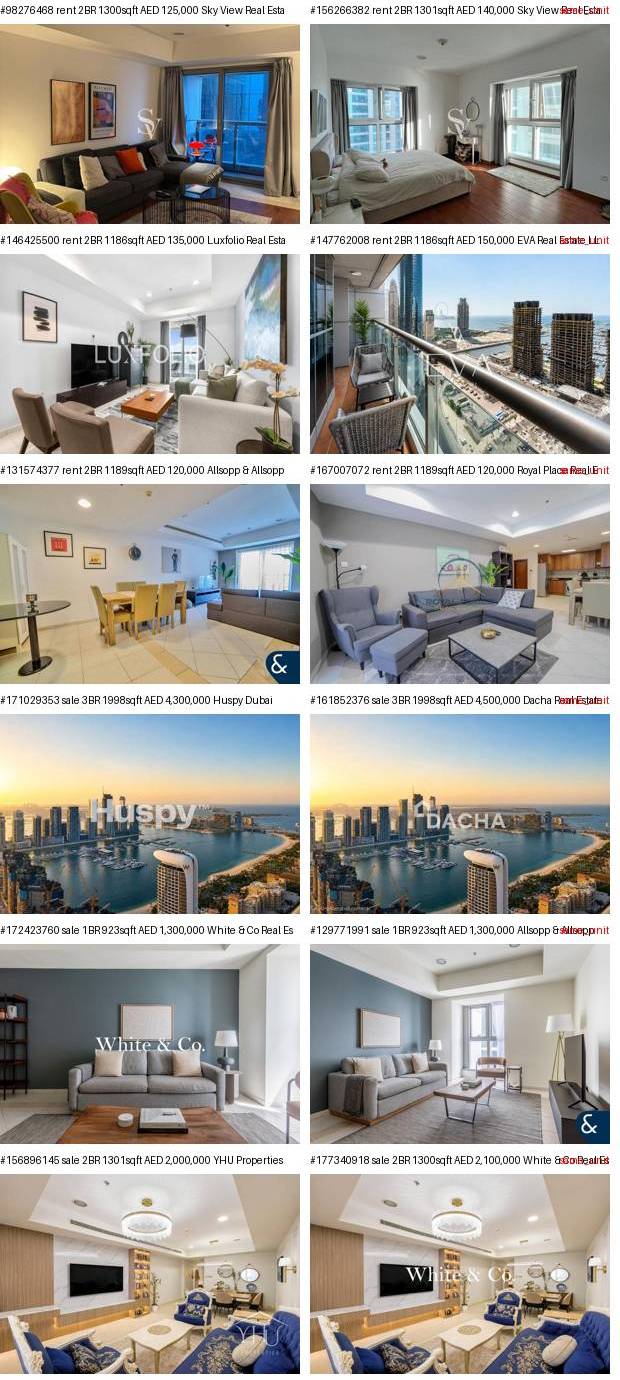 #98276468 rent 2BR 1300sqft AED 125,000 Sky View Real Esta
#156266382 rent 2BR 1301sqft AED 140,000 Sky View Real Esta
SV
SV
#146425500 rent 2BR 1186sqft AED 135,000 Luxfolio Real Esta
#147762008 rent 2BR 1186sqft AED 150,000 EVA Real Estate LL
LUXFOLIO
EVA
#131574377 rent 2BR 1189sqft AED 120,000 Allsopp & Allsopp
#167007072 rent 2BR 1189sqft AED 120,000 Royal Place Real E
&
#171029353 sale 3BR 1998sqft AED 4,300,000 Huspy Dubai
#161852376 sale 3BR 1998sqft AED 4,500,000 Dacha Real Estate
Huspy™
DACHA
#172423760 sale 1BR 923sqft AED 1,300,000 White & Co Real Es
#129771991 sale 1BR 923sqft AED 1,300,000 Allsopp & Allsopp
White & Co.
&
#156896145 sale 2BR 1301sqft AED 2,000,000 YHU Properties
#177340918 sale 2BR 1300sqft AED 2,100,000 White & Co Real Es
White & Co.
YHU
PROPERTIES